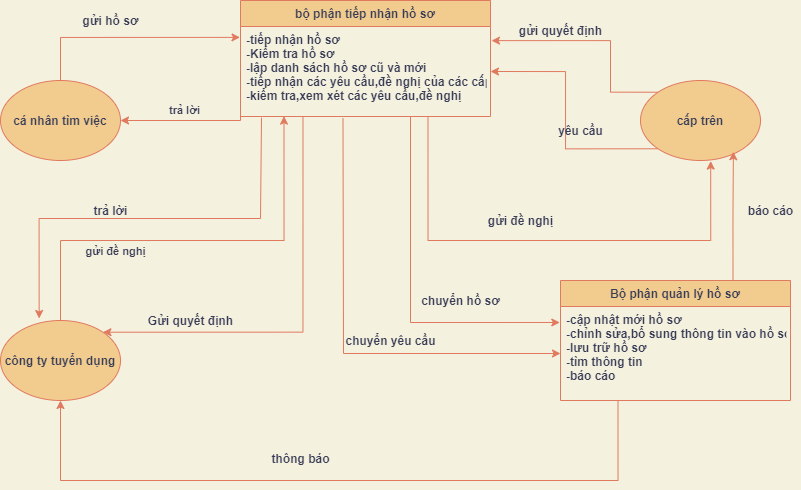 gửi hồ sơ
bộ phận tiếp nhận hồ sơ
gửi quyết định
-tiếp nhận hồ sơ
-Kiểm tra hồ sơ
-lập danh sách hồ sơ cũ và mới
-tiếp nhận các yêu cầu,đề nghị của các cấp
-kiểm tra,xem xét các yêu cầu,đề nghị
trả lời
cá nhân tìm việc
cấp trên
yêu cầu
trả lời
gửi đề nghị
báo cáo
gửi đề nghị
Bộ phận quản lý hồ sơ
chuyển hồ sơ
Gửi quyết định
-cập nhật mới hồ sơ
-chỉnh sửa,bổ sung thông tin vào hồ sơ
-lưu trữ hồ sơ
-tìm thông tin
-báo cáo
chuyển yêu cầu
công ty tuyển dụng
thông báo